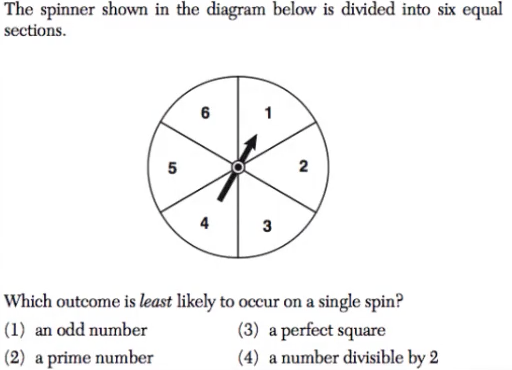 The spinner shown in the diagram below is divided into six equal
sections.
6 1
5 2
4 3
Which outcome is least likely to occur on a single spin?
(1) an odd number (3) a perfect square
(2) a prime number (4) a number divisible by 2